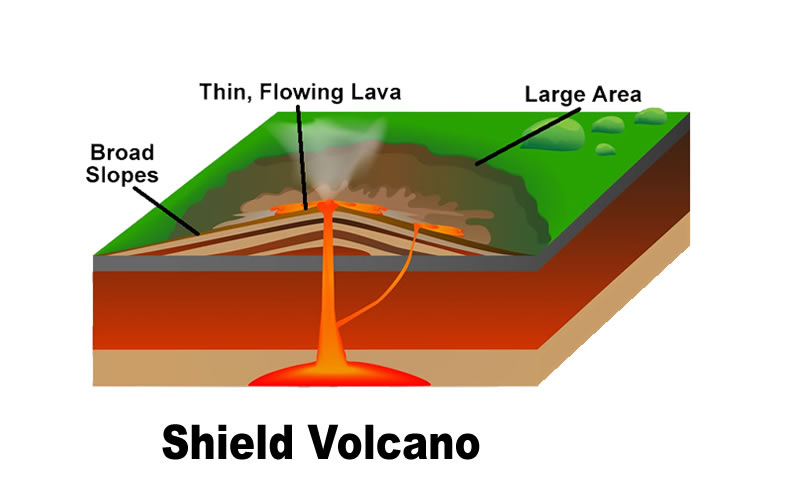 Thin, Flowing Lava
Large Area
Broad
Slopes
Shield Volcano